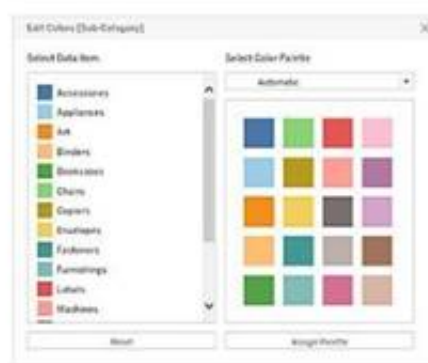 Edit Colors [Sub-Category]
Select Data Item:
Select Color Palette
Automatic
Accessories
Appliances
Art
Binders
Bookcases
Chairs
Copiers
Envelopes
Fasteners
Furnishings
Labels
Machines
Reset
Assign Palette